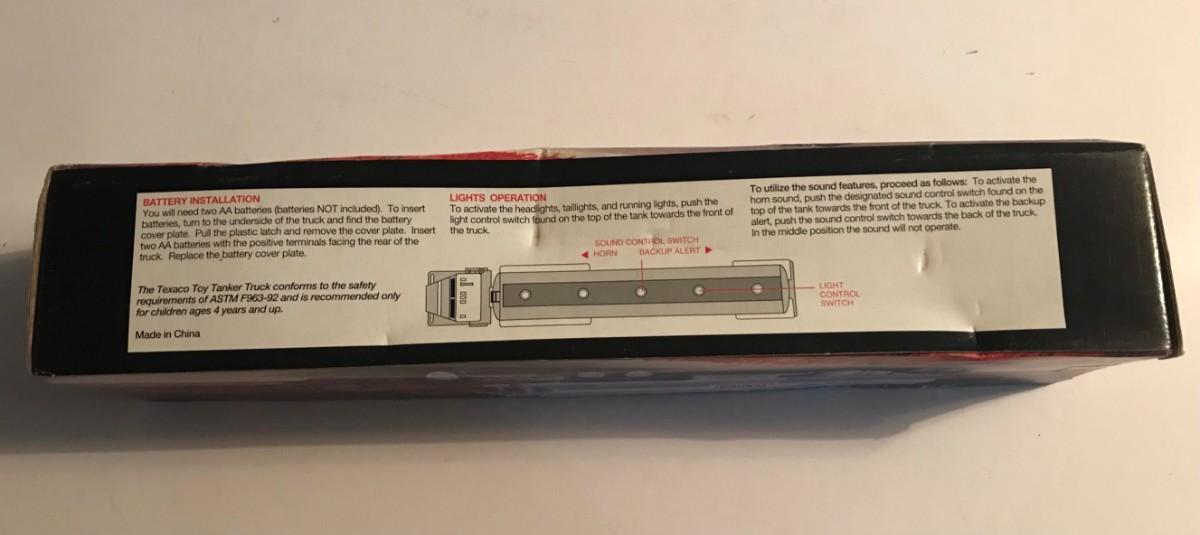 BATTERY INSTALLATION
You will need two AA batteries (batteries NOT included). To insert
batteries, turn to the underside of the truck and find the battery
cover plate. Pull the plastic latch and remove the cover plate. Insert
two AA batteries with the positive terminals facing the rear of the
truck. Replace the battery cover plate.
The Texaco Toy Tanker Truck conforms to the safety
requirements of ASTM F963-92 and is recommended only
for children ages 4 years and up.
Made in China
LIGHTS OPERATION
To activate the headlights, taillights, and running lights, push the
light control switch found on the top of the tank towards the front of
the truck.
To utilize the sound features, proceed as follows: To activate the
horn sound, push the designated sound control switch found on the
top of the tank towards the front of the truck. To activate the backup
alert, push the sound control switch towards the back of the truck.
In the middle position the sound will not operate.
SOUND CONTROL SWITCH
◀ HORN BACKUP ALERT ▶
LIGHT
CONTROL
SWITCH